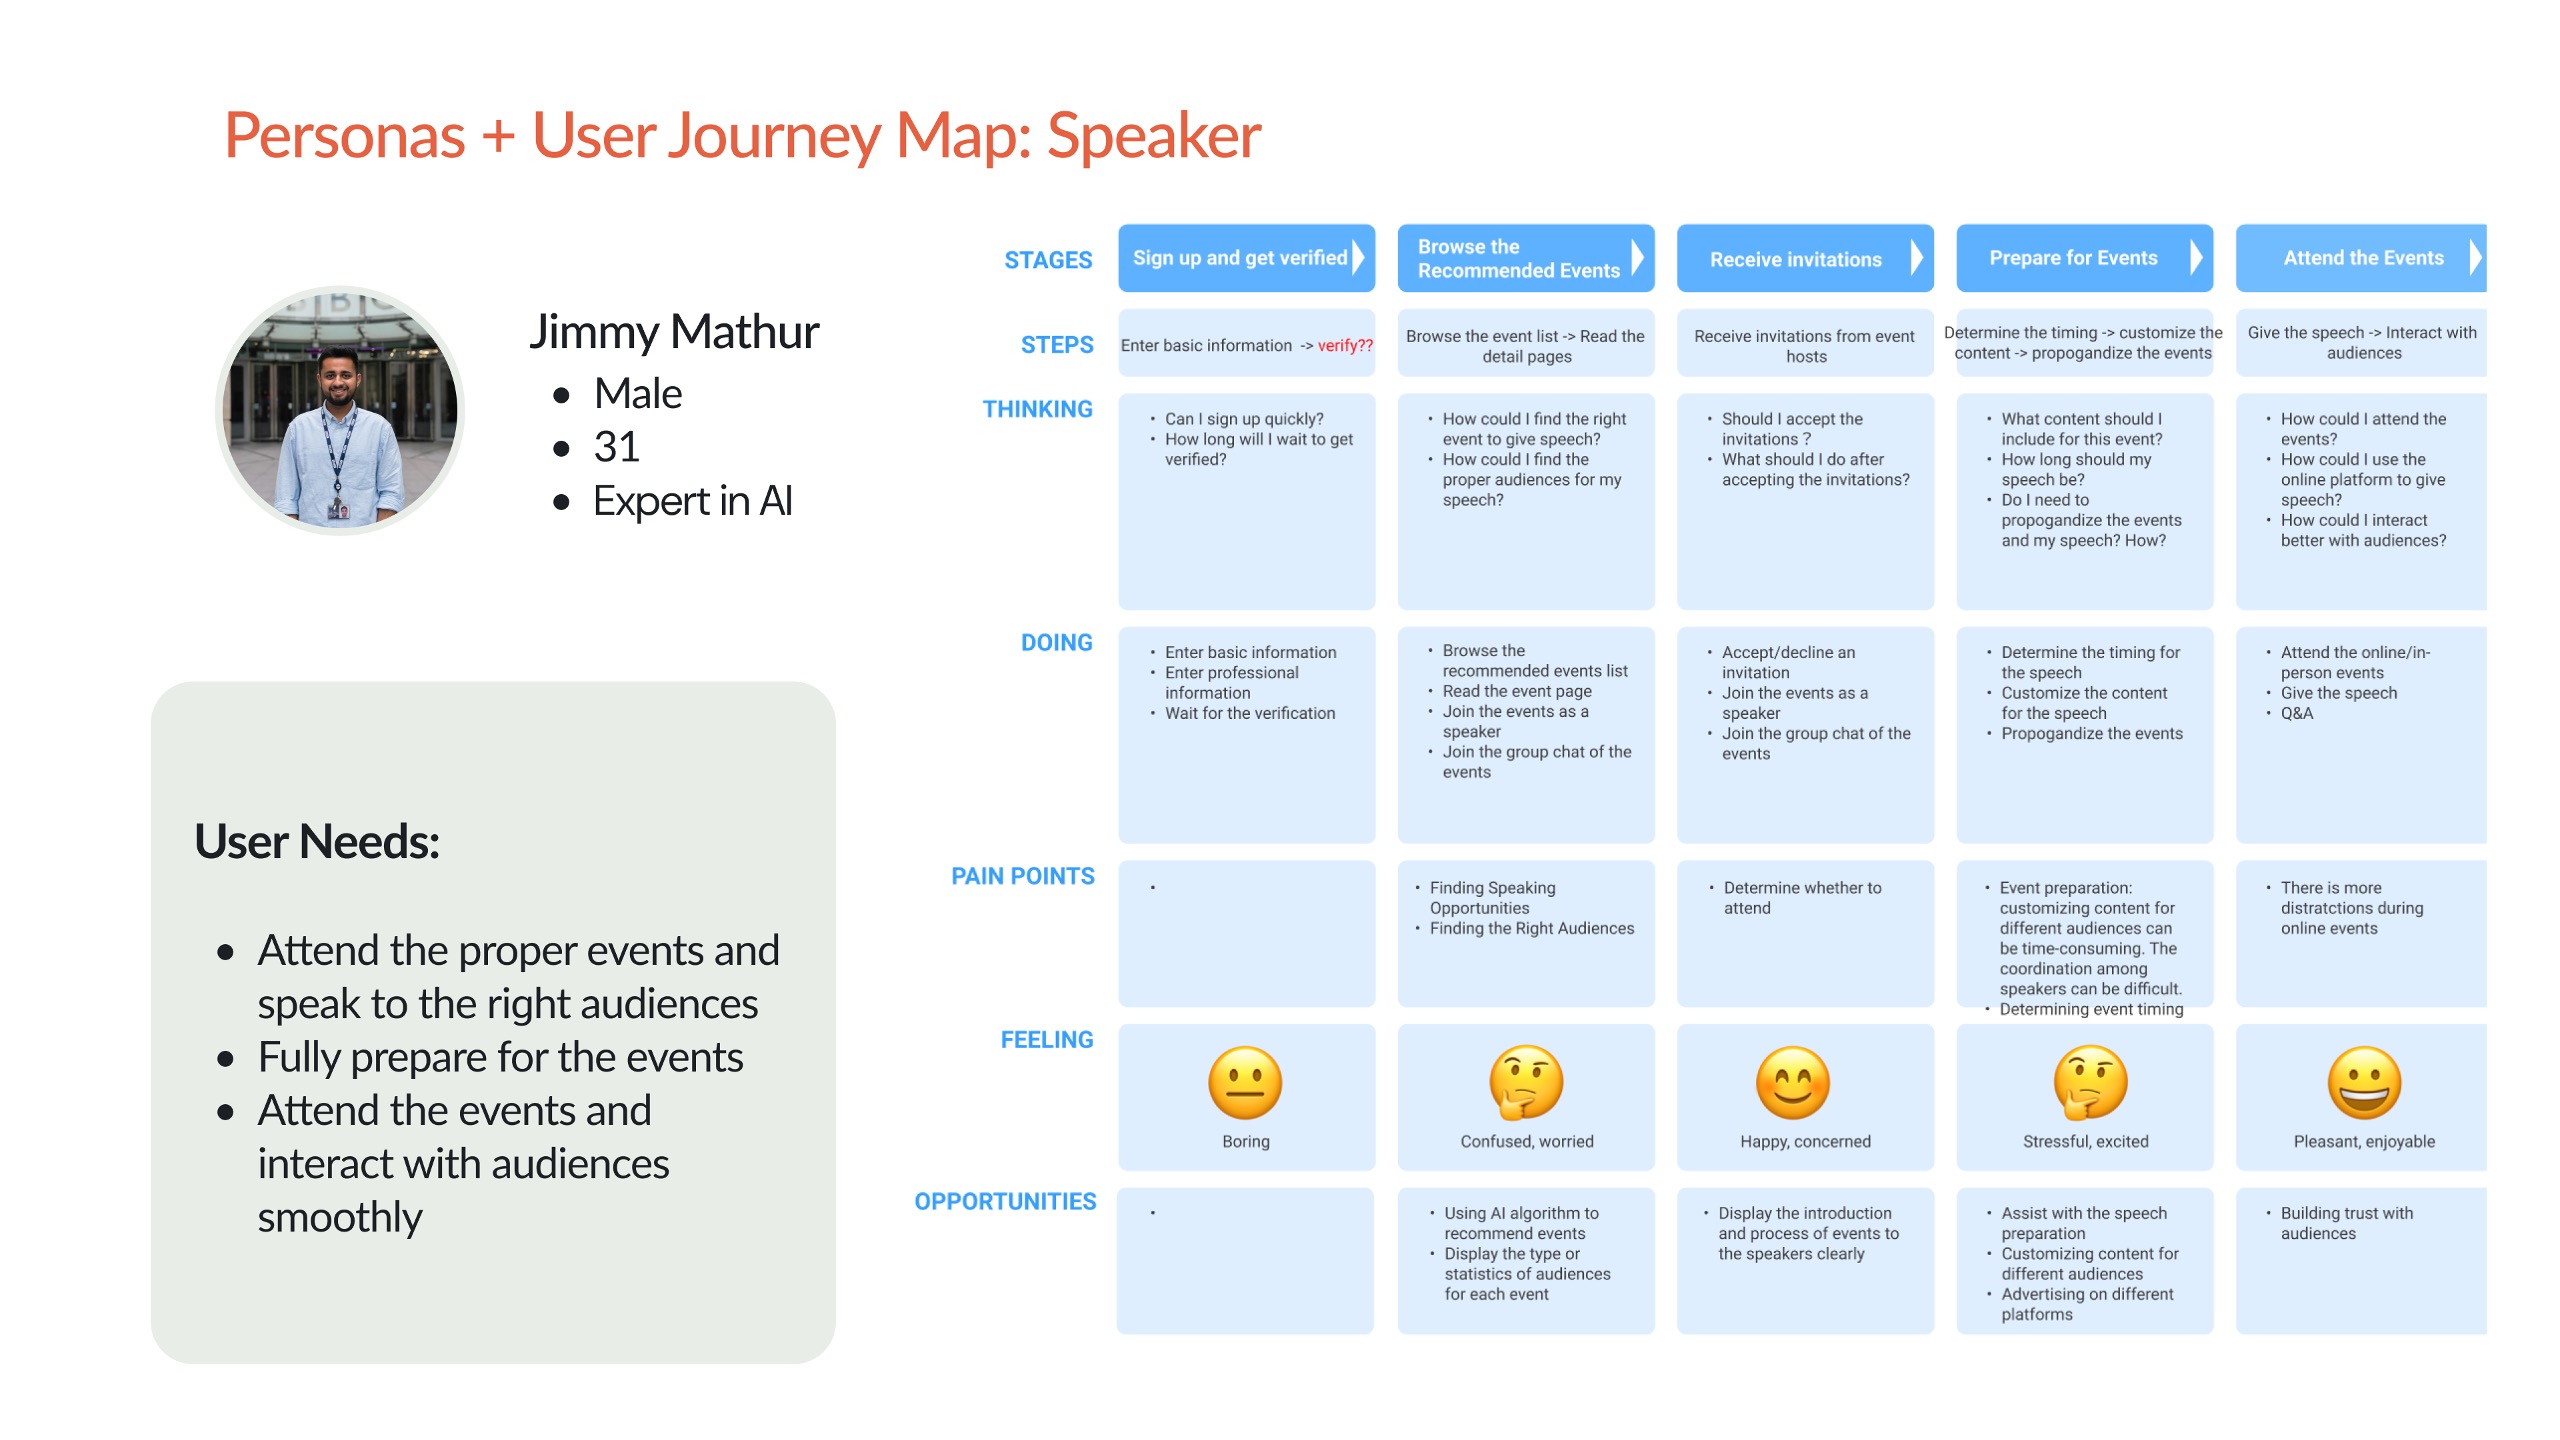 Personas + User Journey Map: Speaker
Jimmy Mathur
• Male
• 31
• Expert in AI
User Needs:
• Attend the proper events and
speak to the right audiences
• Fully prepare for the events
• Attend the events and
interact with audiences
smoothly
STAGES
Sign up and get verified
Browse the
Recommended Events
Receive invitations
Prepare for Events
Attend the Events
STEPS
Enter basic information -> verify??
Browse the event list -> Read the
detail pages
Receive invitations from event
hosts
Determine the timing -> customize the
content -> propogandize the events
Give the speech -> Interact with
audiences
THINKING
• Can I sign up quickly?
• How long will I wait to get
verified?
• How could I find the right
event to give speech?
• How could I find the
proper audiences for my
speech?
• Should I accept the
invitations ?
• What should I do after
accepting the invitations?
• What content should I
include for this event?
• How long should my
speech be?
• Do I need to
propogandize the events
and my speech? How?
• How could I attend the
events?
• How could I use the
online platform to give
speech?
• How could I interact
better with audiences?
DOING
• Enter basic information
• Enter professional
information
• Wait for the verification
• Browse the
recommended events list
• Read the event page
• Join the events as a
speaker
• Join the group chat of the
events
• Accept/decline an
invitation
• Join the events as a
speaker
• Join the group chat of the
events
• Determine the timing for
the speech
• Customize the content
for the speech
• Propogandize the events
• Attend the online/in-
person events
• Give the speech
• Q&A
PAIN POINTS
•
• Finding Speaking
Opportunities
• Finding the Right Audiences
• Determine whether to
attend
• Event preparation:
customizing content for
different audiences can
be time-consuming. The
coordination among
speakers can be difficult.
• Determining event timing
• There is more
distratctions during
online events
FEELING
Boring
Confused, worried
Happy, concerned
Stressful, excited
Pleasant, enjoyable
OPPORTUNITIES
•
• Using AI algorithm to
recommend events
• Display the type or
statistics of audiences
for each event
• Display the introduction
and process of events to
the speakers clearly
• Assist with the speech
preparation
• Customizing content for
different audiences
• Advertising on different
platforms
• Building trust with
audiences